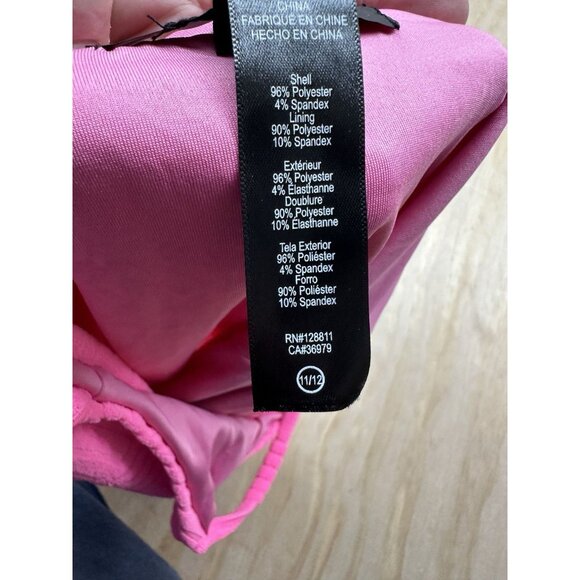 CHINA
FABRIQUÉ EN CHINE
HECHO EN CHINA
Shell
96% Polyester
4% Spandex
Lining
90% Polyester
10% Spandex
Extérieur
96% Polyester
4% Élasthanne
Doublure
90% Polyester
10% Élasthanne
Tela Exterior
96% Poliéster
4% Spandex
Forro
90% Poliéster
10% Spandex
RN#128811
CA#36979
11/12